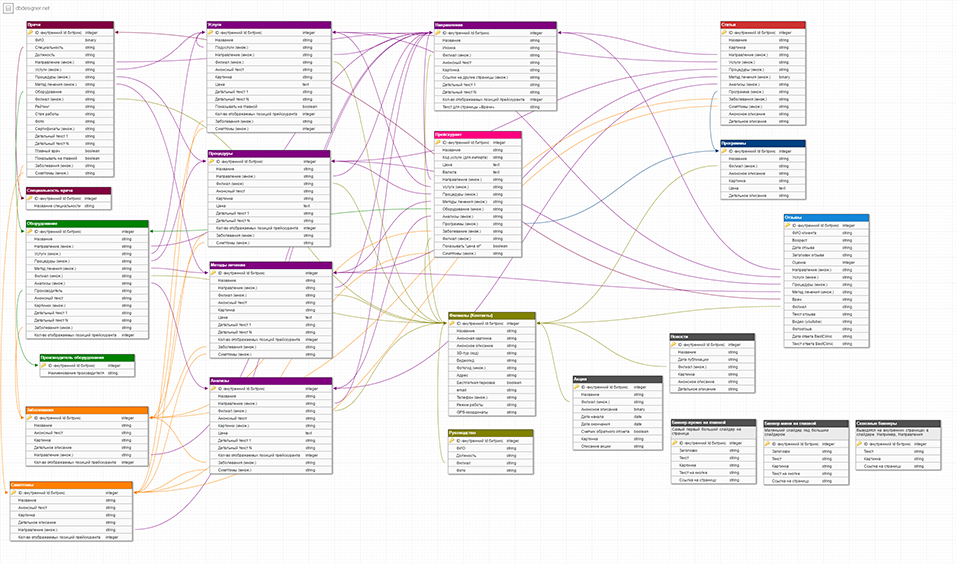 dbdesigner.net
Врачи
ID (внутренний id битрикс) integer
ФИО binary
Специальность string
Должность string
Направление (множ.) string
Услуги (множ.) string
Процедуры (множ.) string
Метод лечения (множ.) string
Оборудование string
Филиал (множ.) string
Рейтинг string
Стаж работы string
Фото string
Сертификаты (множ.) string
Детальный текст 1 string
Детальный текст N string
Главный врач boolean
Показывать на главной boolean
Заболевания (множ.) string
Симптомы (множ.) string
Специальность врача
ID (внутренний id битрикс) integer
Название специальности string
Оборудование
ID (внутренний id битрикс) integer
Название string
Направление (множ.) string
Услуги (множ.) string
Процедуры (множ.) string
Метод лечения (множ.) string
Филиал (множ.) string
Анализы (множ.) string
Производитель string
Анонсный текст string
Картинки (множ.) string
Детальный текст 1 string
Детальный текст N string
Заболевания (множ.) string
Кол-во отображаемых позиций прейскуранта string
Производитель оборудования
ID (внутренний id битрикс) integer
Наименование производителя string
Заболевания
ID (внутренний id битрикс) integer
Название string
Анонсный текст string
Картинка string
Детальное описание string
Направление (множ.) string
Кол-во отображаемых позиций прейскуранта integer
Симптомы
ID (внутренний id битрикс) integer
Название string
Анонсный текст string
Картинка string
Детальное описание string
Направление (множ.) string
Кол-во отображаемых позиций прейскуранта integer
Услуги
ID (внутренний id битрикс) integer
Название string
Подуслуги (множ.) string
Направление (множ.) string
Филиал (множ.) string
Анонсный текст string
Картинка string
Цена text
Детальный текст 1 string
Детальный текст N string
Показывать на главной boolean
Кол-во отображаемых позиций прейскуранта integer
Заболевания (множ.) string
Симптомы (множ.) integer
Процедуры
ID (внутренний id битрикс) integer
Название string
Направление (множ.) string
Филиал (множ) string
Анонсный текст string
Картинка string
Цена text
Детальный текст 1 string
Детальный текст N string
Кол-во отображаемых позиций прейскуранта integer
Заболевания (множ.) string
Симптомы (множ.) string
Методы лечения
ID (внутренний id битрикс) integer
Название string
Направление (множ.) string
Филиал (множ.) string
Анонсный текст string
Картинка string
Цена text
Детальный текст 1 string
Детальный текст N string
Кол-во отображаемых позиций прейскуранта integer
Заболевания (множ.) string
Симптомы (множ.) string
Анализы
ID (внутренний id битрикс) integer
Название string
Направление (множ.) string
Филиал (множ.) string
Анонсный текст string
Картинка string
Цена text
Детальный текст 1 string
Детальный текст N string
Кол-во отображаемых позиций прейскуранта integer
Заболевания (множ.) string
Симптомы (множ.) string
Направления
ID (внутренний id битрикс) integer
Название string
Иконка string
Филиал (множ.) string
Анонсный текст string
Картинка string
Ссылки на другие страницы (множ.) string
Детальный текст 1 string
Детальный текст N string
Кол-во отображаемых позиций прейскуранта integer
Текст для страницы «Врачи» string
Прейскурант
ID (внутренний id битрикс) integer
Название string
Код услуги (для импорта) string
Цена text
Валюта text
Направление (множ.) string
Услуги (множ.) string
Процедуры (множ.) string
Методы лечения (множ.) string
Оборудование (множ.) string
Анализы (множ.) string
Программы (множ.) string
Заболевание (множ.) string
Филиал (множ.) string
Показывать "цена от" boolean
Симптомы (множ.) string
Филиалы (Контакты)
ID (внутренний id битрикс) integer
Название string
Анонсная картинка string
Анонсное описание string
3D-тур (код) string
Видеогид string
Фотогид (множ.) string
Адрес string
Бесплатная парковка boolean
email string
Телефон (множ.) string
Режим работы string
GPS-координаты string
Руководство
ID (внутренний id битрикс) integer
ФИО string
Должность string
Филиал string
Фото string
Статьи
ID (внутренний id битрикс) integer
Название string
Картинка string
Направление (множ.) string
Услуга (множ.) string
Процедуры (множ.) string
Метод лечения (множ.) binary
Анализы (множ.) string
Программа (множ.) string
Заболевания (множ.) string
Симптомы (множ.) string
Анонсное описание string
Детальное описание string
Программы
ID (внутренний id битрикс) integer
Название string
Филиал (множ.) string
Анонсное описание string
Картинка string
Цена text
Детальное описание string
Отзывы
ID (внутренний id битрикс) integer
ФИО клиента string
Возраст string
Дата отзыва string
Заголовок отзыва string
Оценка integer
Направление (множ.) string
Услуга (множ.) string
Процедуры (множ.) string
Метод лечения (множ.) string
Врач string
Филиал string
Текст отзыва string
Видео (youtube) string
Фотоотзыв string
Дата ответа BestClinic string
Текст ответа BestClinic string
Новости
ID (внутренний id битрикс) integer
Название string
Дата публикации string
Филиал (множ.) string
Картинка string
Анонсное описание string
Детальное описание string
Акции
ID (внутренний id битрикс) integer
Название string
Филиал (множ.) string
Анонсное описание binary
Дата начала date
Дата окончания date
Счетчик обратного отсчета boolean
Картинка string
Описание акции string
Баннер промо на главной
Самый первый большой слайдер на странице
ID (внутренний id битрикс) integer
Заголовок string
Текст string
Картинка string
Текст на кнопке string
Ссылка на страницу string
Баннер мини на главной
Маленький слайдер под большим слайдером
ID (внутренний id битрикс) integer
Заголовок string
Текст string
Картинка string
Текст на кнопке string
Ссылка на страницу string
Сквозные баннеры
Выводятся на внутренних страницах в слайдере. Например, Направления
ID (внутренний id битрикс) integer
Текст string
Картинка string
Ссылка на страницу string